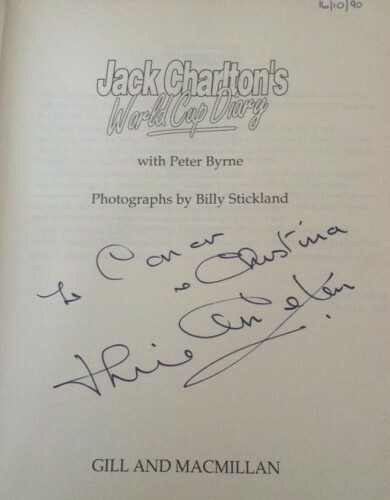 16/10/90
Jack Charlton's
World Cup Diary
with Peter Byrne
Photographs by Billy Stickland
To Conor
Christina
GILL AND MACMILLAN